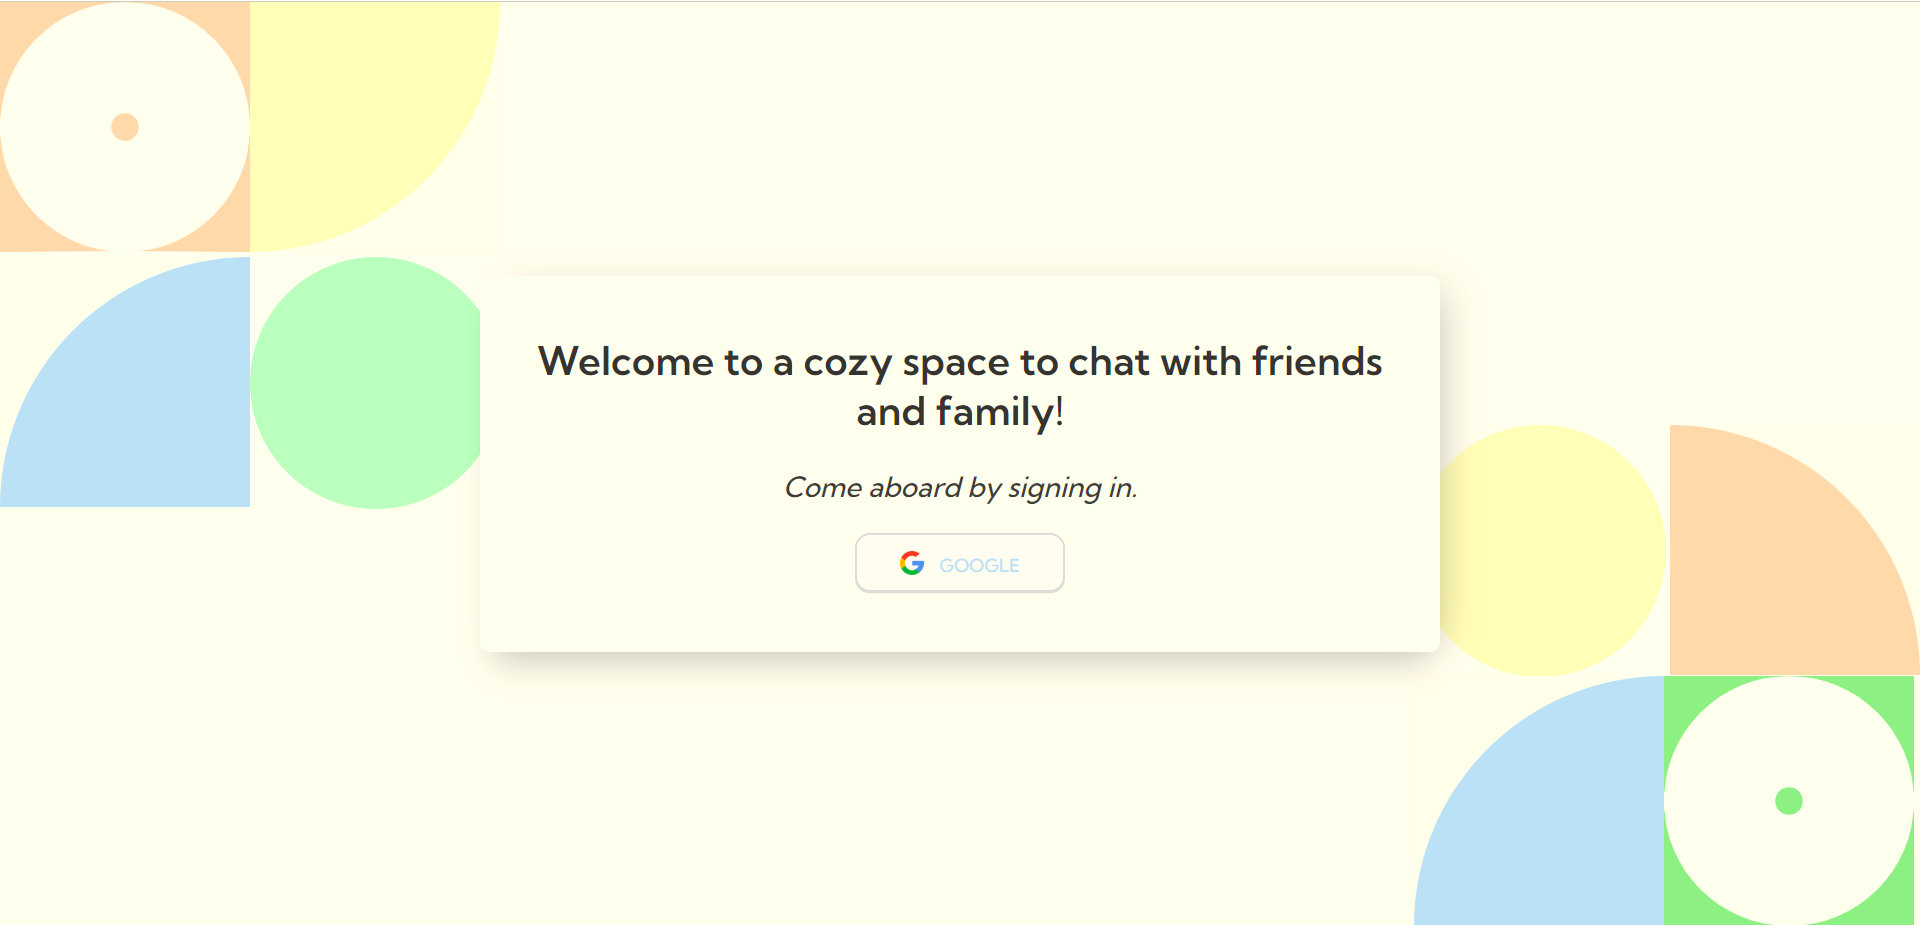 Welcome to a cozy space to chat with friends
and family!
Come aboard by signing in.
GOOGLE